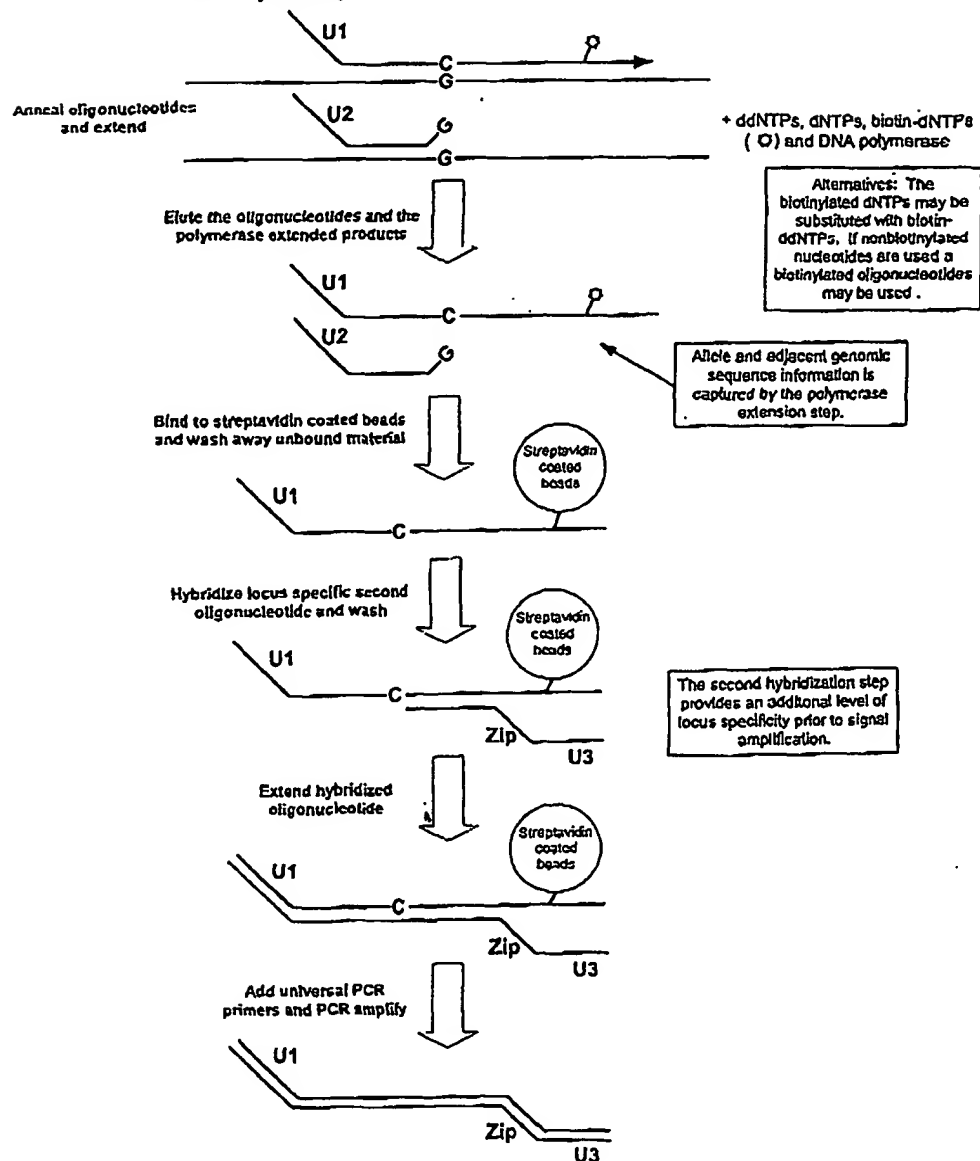 U1
C
G
Anneal oligonucleotides
and extend
U2
G
G
+ ddNTPs, dNTPs, biotin-dNTPs
( ) and DNA polymerase
Alternatives: The
biotinylated dNTPs may be
substituted with biotin-
ddNTPs. If nonbiotinylated
nucleotides are used a
biotinylated oligonucleotides
may be used .
Elute the oligonucleotides and the
polymerase extended products
U1
C
U2
G
Allele and adjacent genomic
sequence information is
captured by the polymerase
extension step.
Bind to streptavidin coated beads
and wash away unbound material
Streptavidin
coated
beads
U1
C
Hybridize locus specific second
oligonucleotide and wash
Streptavidin
coated
beads
U1
C
Zip
U3
The second hybridization step
provides an additonal level of
locus specificity prior to signal
amplification.
Extend hybridized
oligonucleotide
Streptavidin
coated
beads
U1
C
Zip
U3
Add universal PCR
primers and PCR amplify
U1
Zip
U3